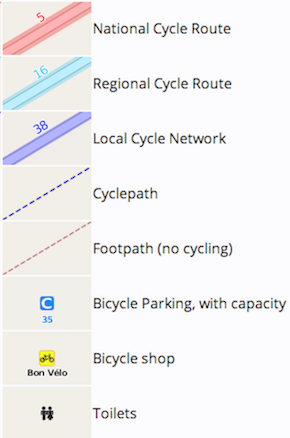 5 National Cycle Route
16 Regional Cycle Route
38 Local Cycle Network
Cyclepath
Footpath (no cycling)
C Bicycle Parking, with capacity
35
Bicycle shop
Bon Vélo
Toilets